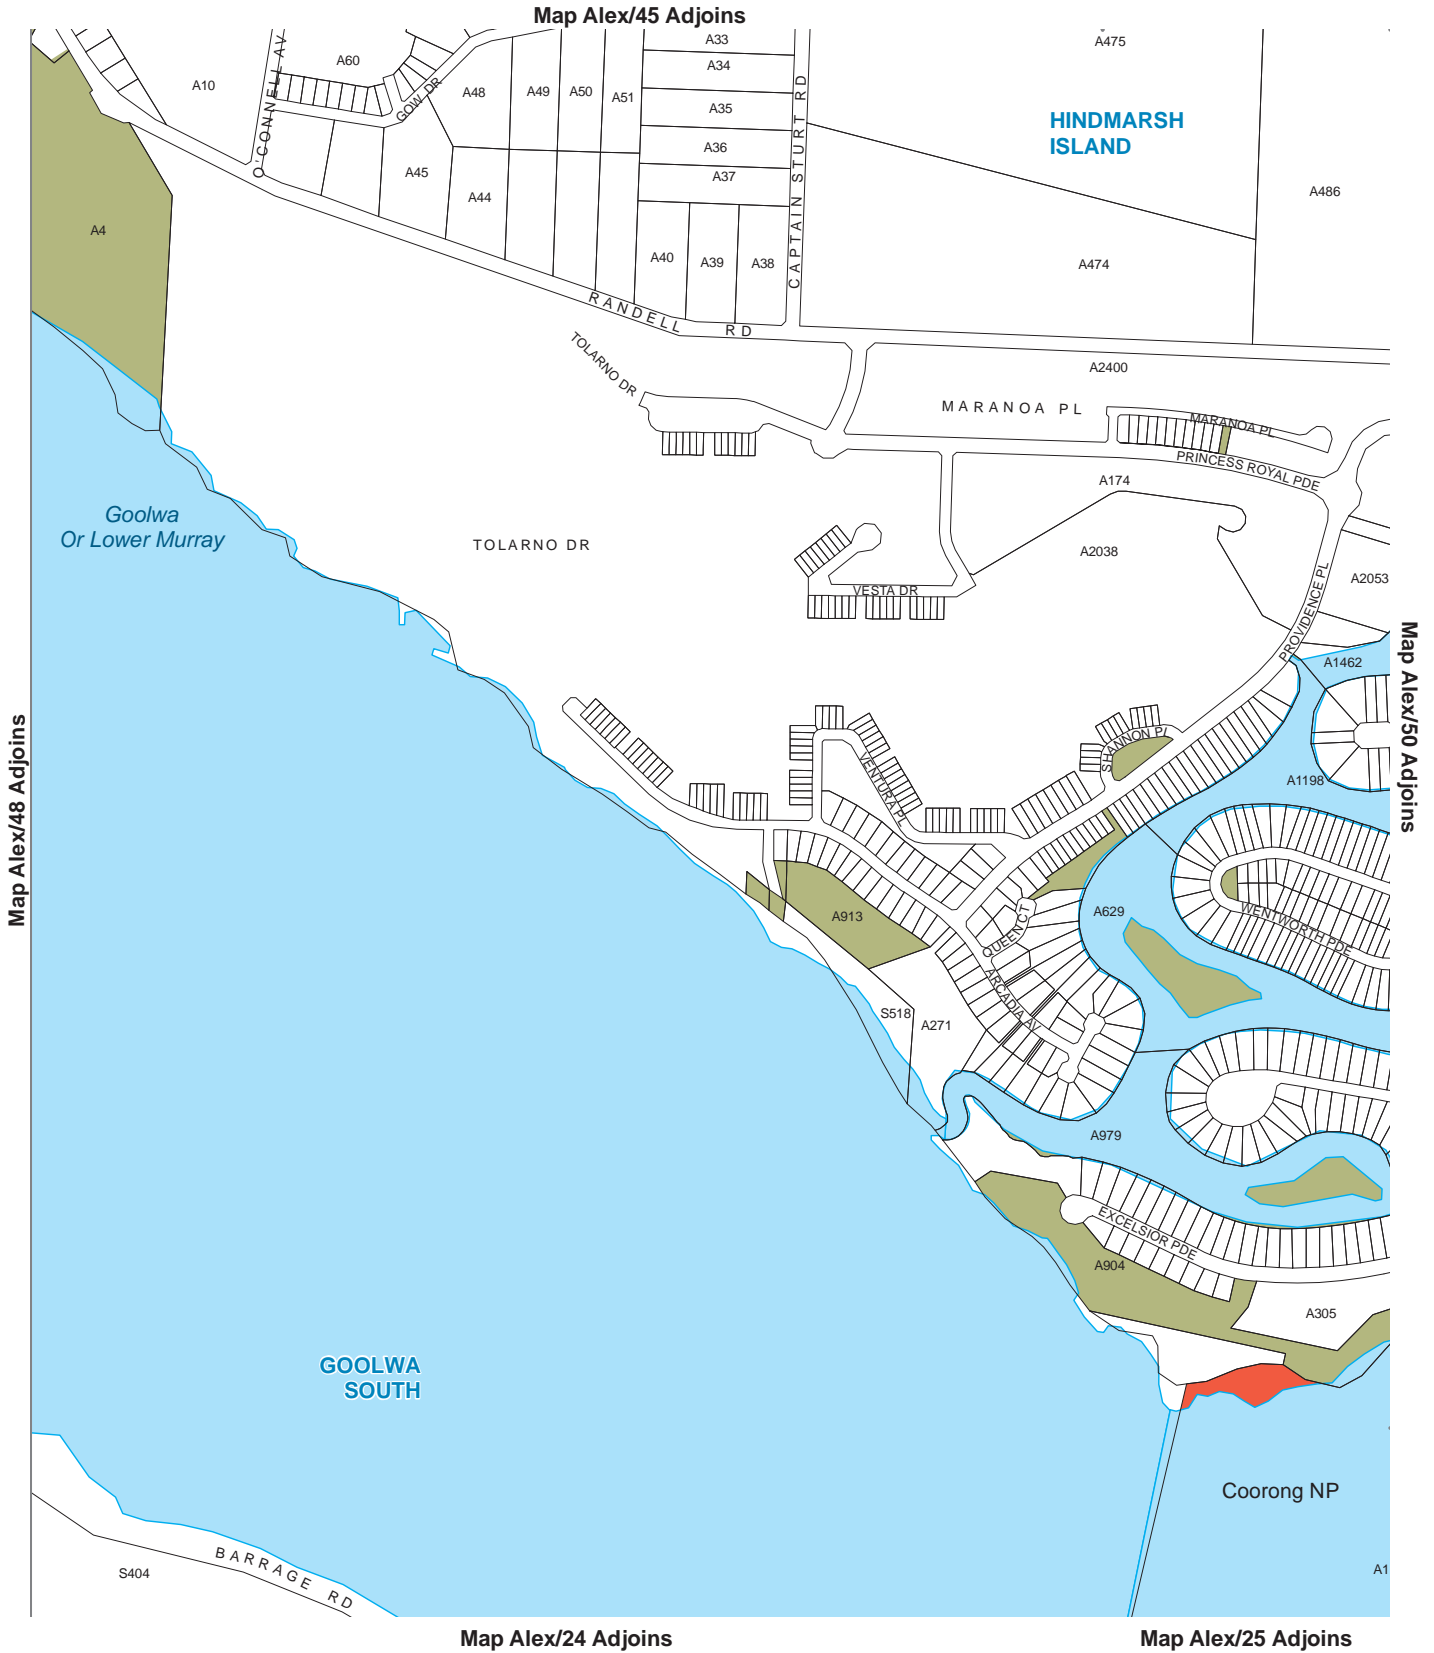 Map Alex/45 Adjoins
A10
A60
O'CONNELL AV
GOW DR
A48
A49
A50
A51
A33
A34
A35
A36
A37
A45
A44
A40
A39
A38
CAPTAIN STURT RD
A475
HINDMARSH
ISLAND
A486
A474
A4
RANDELL RD
TOLARNO DR
A2400
MARANOA PL
MARANOA PL
PRINCESS ROYAL PDE
A174
Goolwa
Or Lower Murray
TOLARNO DR
A2038
VESTA DR
PROVIDENCE PL
A2053
A1462
Map Alex/48 Adjoins
Map Alex/50 Adjoins
SHANNON PL
VENTURA PL
A1198
A913
A629
WENTWORTH PDE
QUEEN CT
ARCADIA AV
S518
A271
A979
EXCELSIOR PDE
A904
A305
GOOLWA
SOUTH
Coorong NP
A1
BARRAGE RD
S404
Map Alex/24 Adjoins
Map Alex/25 Adjoins